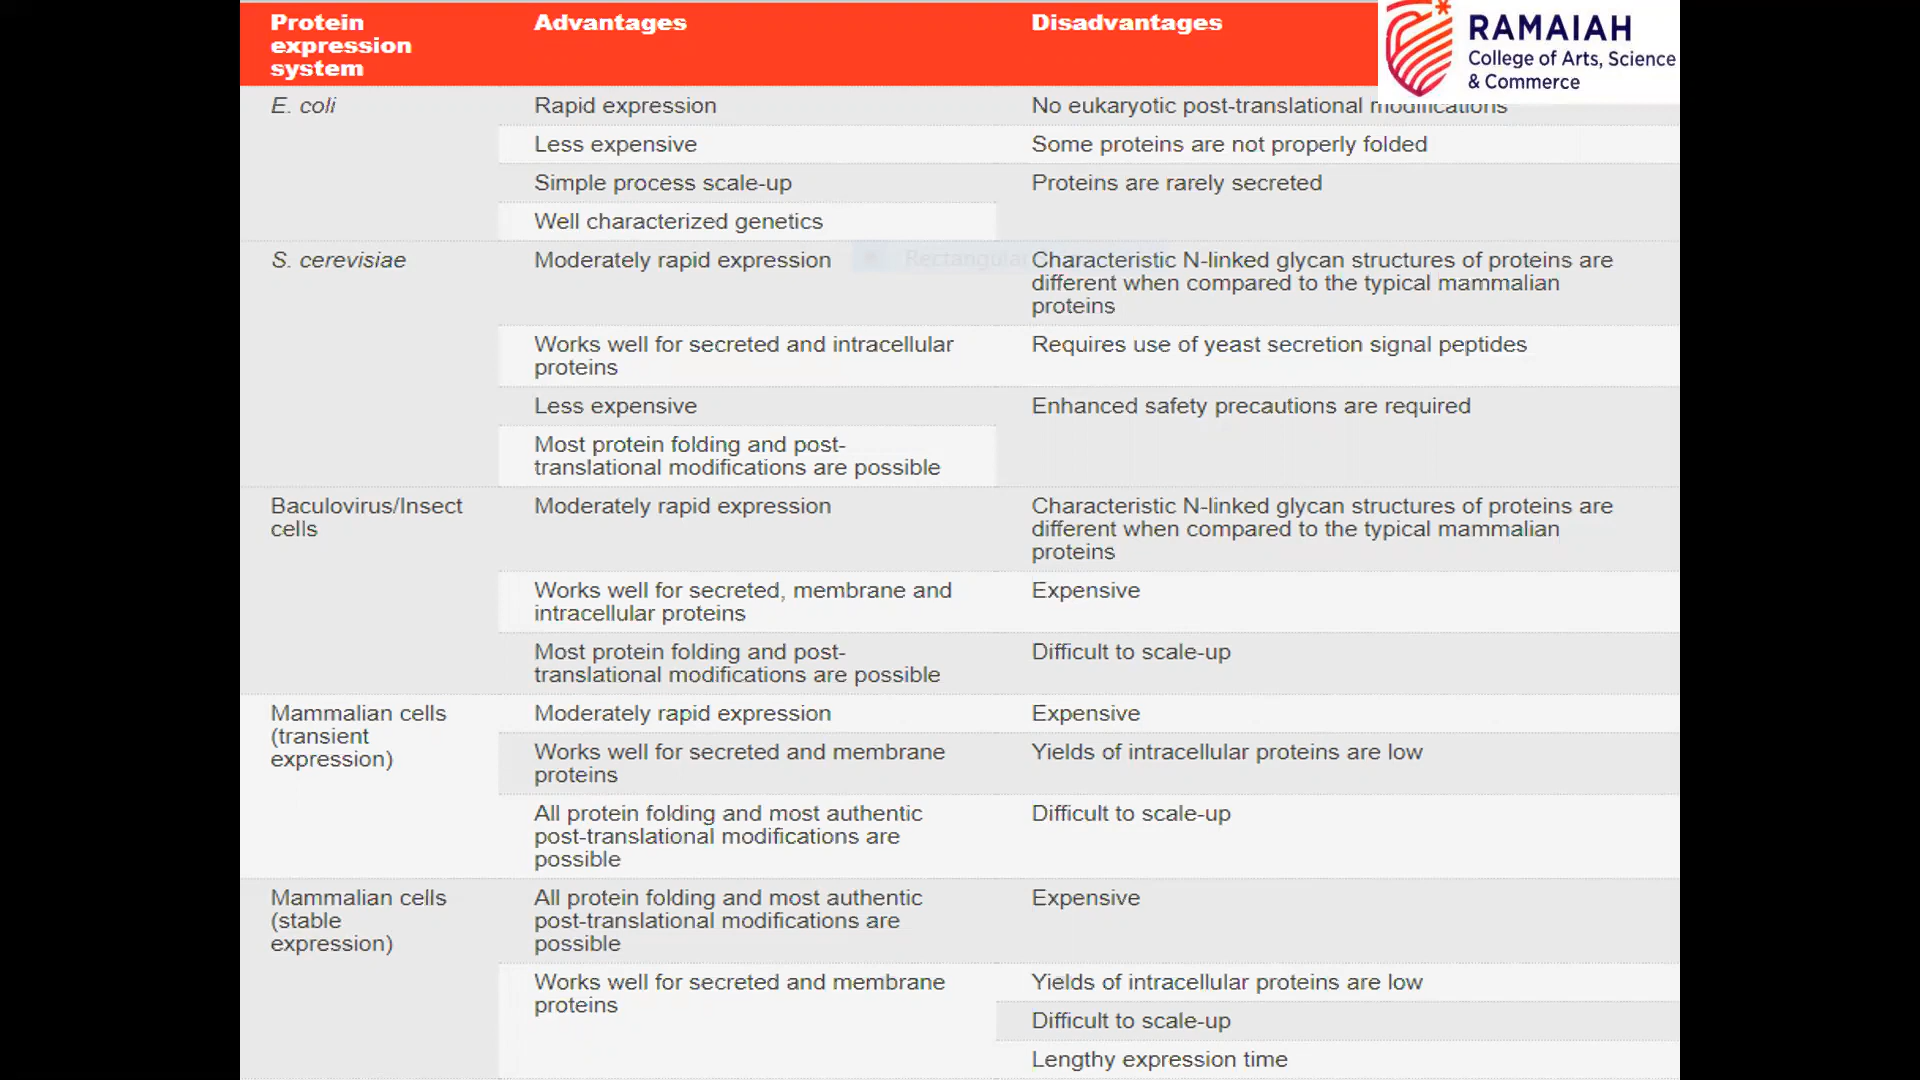 Protein
expression
system
Advantages
Disadvantages
RAMAIAH
College of Arts, Science
& Commerce
E. coli
Rapid expression
No eukaryotic post-translational modifications
Less expensive
Some proteins are not properly folded
Simple process scale-up
Proteins are rarely secreted
Well characterized genetics
S. cerevisiae
Moderately rapid expression
Characteristic N-linked glycan structures of proteins are
different when compared to the typical mammalian
proteins
Works well for secreted and intracellular
proteins
Requires use of yeast secretion signal peptides
Less expensive
Enhanced safety precautions are required
Most protein folding and post-
translational modifications are possible
Baculovirus/Insect
cells
Moderately rapid expression
Characteristic N-linked glycan structures of proteins are
different when compared to the typical mammalian
proteins
Works well for secreted, membrane and
intracellular proteins
Expensive
Most protein folding and post-
translational modifications are possible
Difficult to scale-up
Mammalian cells
(transient
expression)
Moderately rapid expression
Expensive
Works well for secreted and membrane
proteins
Yields of intracellular proteins are low
All protein folding and most authentic
post-translational modifications are
possible
Difficult to scale-up
Mammalian cells
(stable
expression)
All protein folding and most authentic
post-translational modifications are
possible
Expensive
Works well for secreted and membrane
proteins
Yields of intracellular proteins are low
Difficult to scale-up
Lengthy expression time